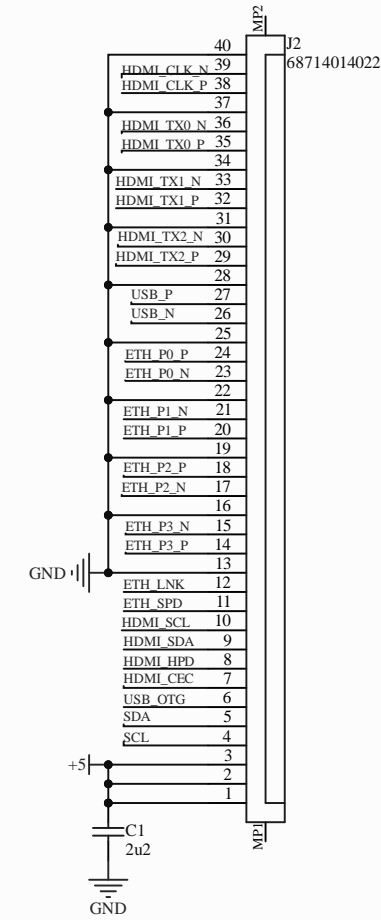 MP2
J2
68714014022
40
HDMI_CLK_N 39
HDMI_CLK_P 38
37
HDMI_TX0_N 36
HDMI_TX0_P 35
34
HDMI_TX1_N 33
HDMI_TX1_P 32
31
HDMI_TX2_N 30
HDMI_TX2_P 29
28
USB_P 27
USB_N 26
25
ETH_P0_P 24
ETH_P0_N 23
22
ETH_P1_N 21
ETH_P1_P 20
19
ETH_P2_P 18
ETH_P2_N 17
16
ETH_P3_N 15
ETH_P3_P 14
GND 13
ETH_LNK 12
ETH_SPD 11
HDMI_SCL 10
HDMI_SDA 9
HDMI_HPD 8
HDMI_CEC 7
USB_OTG 6
SDA 5
SCL 4
+5 3
2
1
MP1
C1
2u2
GND